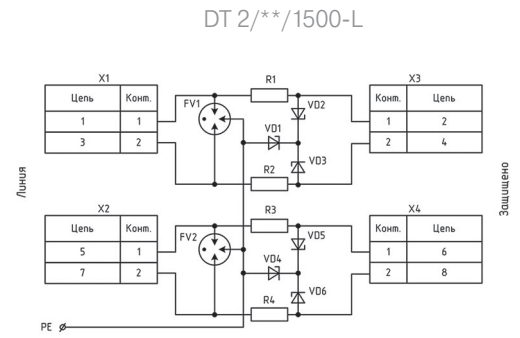 DT 2/**/1500-L
X1
Цепь Конт.
1 1
3 2
FV1
R1
VD2
VD1
VD3
R2
X3
Конт. Цепь
1 2
2 4
Линия
Защищено
X2
Цепь Конт.
5 1
7 2
FV2
R3
VD5
VD4
VD6
R4
X4
Конт. Цепь
1 6
2 8
PE